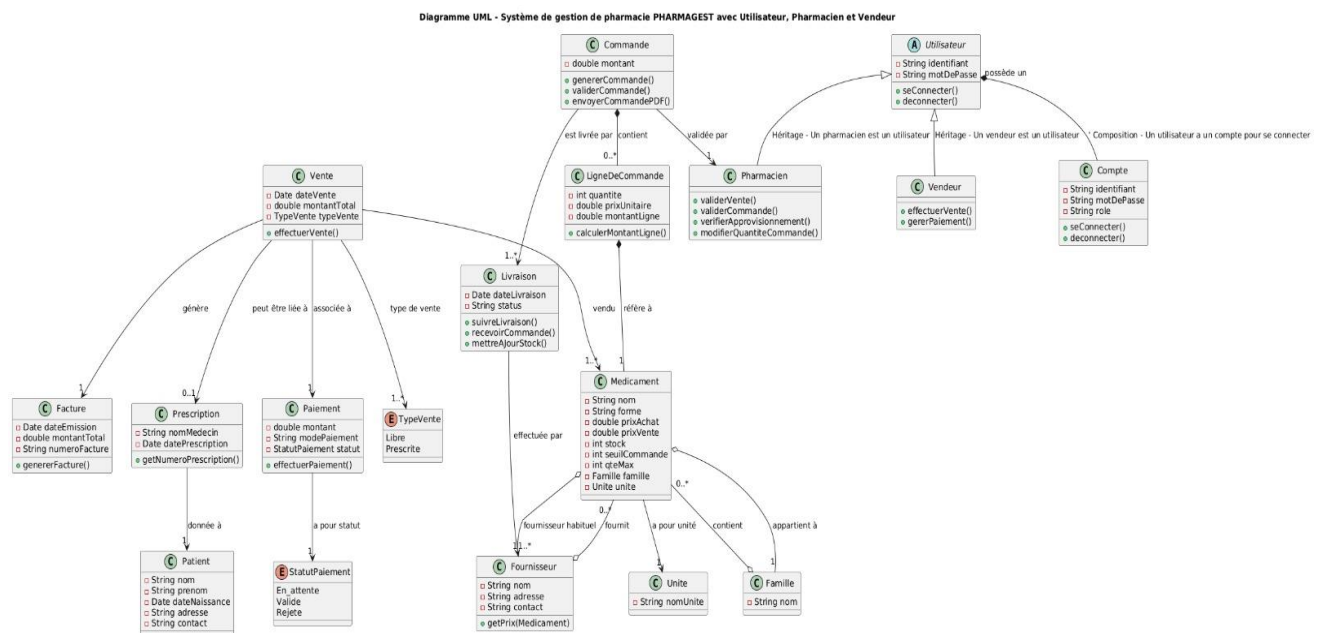 Diagramme UML - Système de gestion de pharmacie PHARMAGEST avec Utilisateur, Pharmacien et Vendeur
C Commande
double montant
genererCommande()
validerCommande()
envoyerCommandePDF()
A Utilisateur
String identifiant
String motDePasse
seConnecter()
deconnecter()
possède un
est livrée par
contient
validée par
Héritage - Un pharmacien est un utilisateur
Héritage - Un vendeur est un utilisateur
' Composition - Un utilisateur a un compte pour se connecter
0..*
1
C Vente
Date dateVente
double montantTotal
TypeVente typeVente
effectuerVente()
C LigneDeCommande
int quantite
double prixUnitaire
double montantLigne
calculerMontantLigne()
C Pharmacien
validerVente()
validerCommande()
verifierApprovisionnement()
modifierQuantiteCommande()
C Vendeur
effectuerVente()
gererPaiement()
C Compte
String identifiant
String motDePasse
String role
seConnecter()
deconnecter()
1..*
C Livraison
Date dateLivraison
String status
suivreLivraison()
recevoirCommande()
mettreAJourStock()
génère
peut être liée à
associée à
type de vente
vendu
réfère à
1
0..1
1
1..*
1..*
1
C Facture
Date dateEmission
double montantTotal
String numeroFacture
genererFacture()
C Prescription
String nomMedecin
Date datePrescription
getNumeroPrescription()
C Paiement
double montant
String modePaiement
StatutPaiement statut
effectuerPaiement()
E TypeVente
Libre
Prescrite
C Medicament
String nom
String forme
double prixAchat
double prixVente
int stock
int seuilCommande
int qteMax
Famille famille
Unite unite
effectuée par
donnée à
a pour statut
0..*
0..*
fournisseur habituel
fournit
a pour unité
contient
appartient à
1
1
1
1..*
1
1
C Patient
String nom
String prenom
Date dateNaissance
String adresse
String contact
E StatutPaiement
En_attente
Valide
Rejete
C Fournisseur
String nom
String adresse
String contact
getPrix(Medicament)
C Unite
String nomUnite
C Famille
String nom